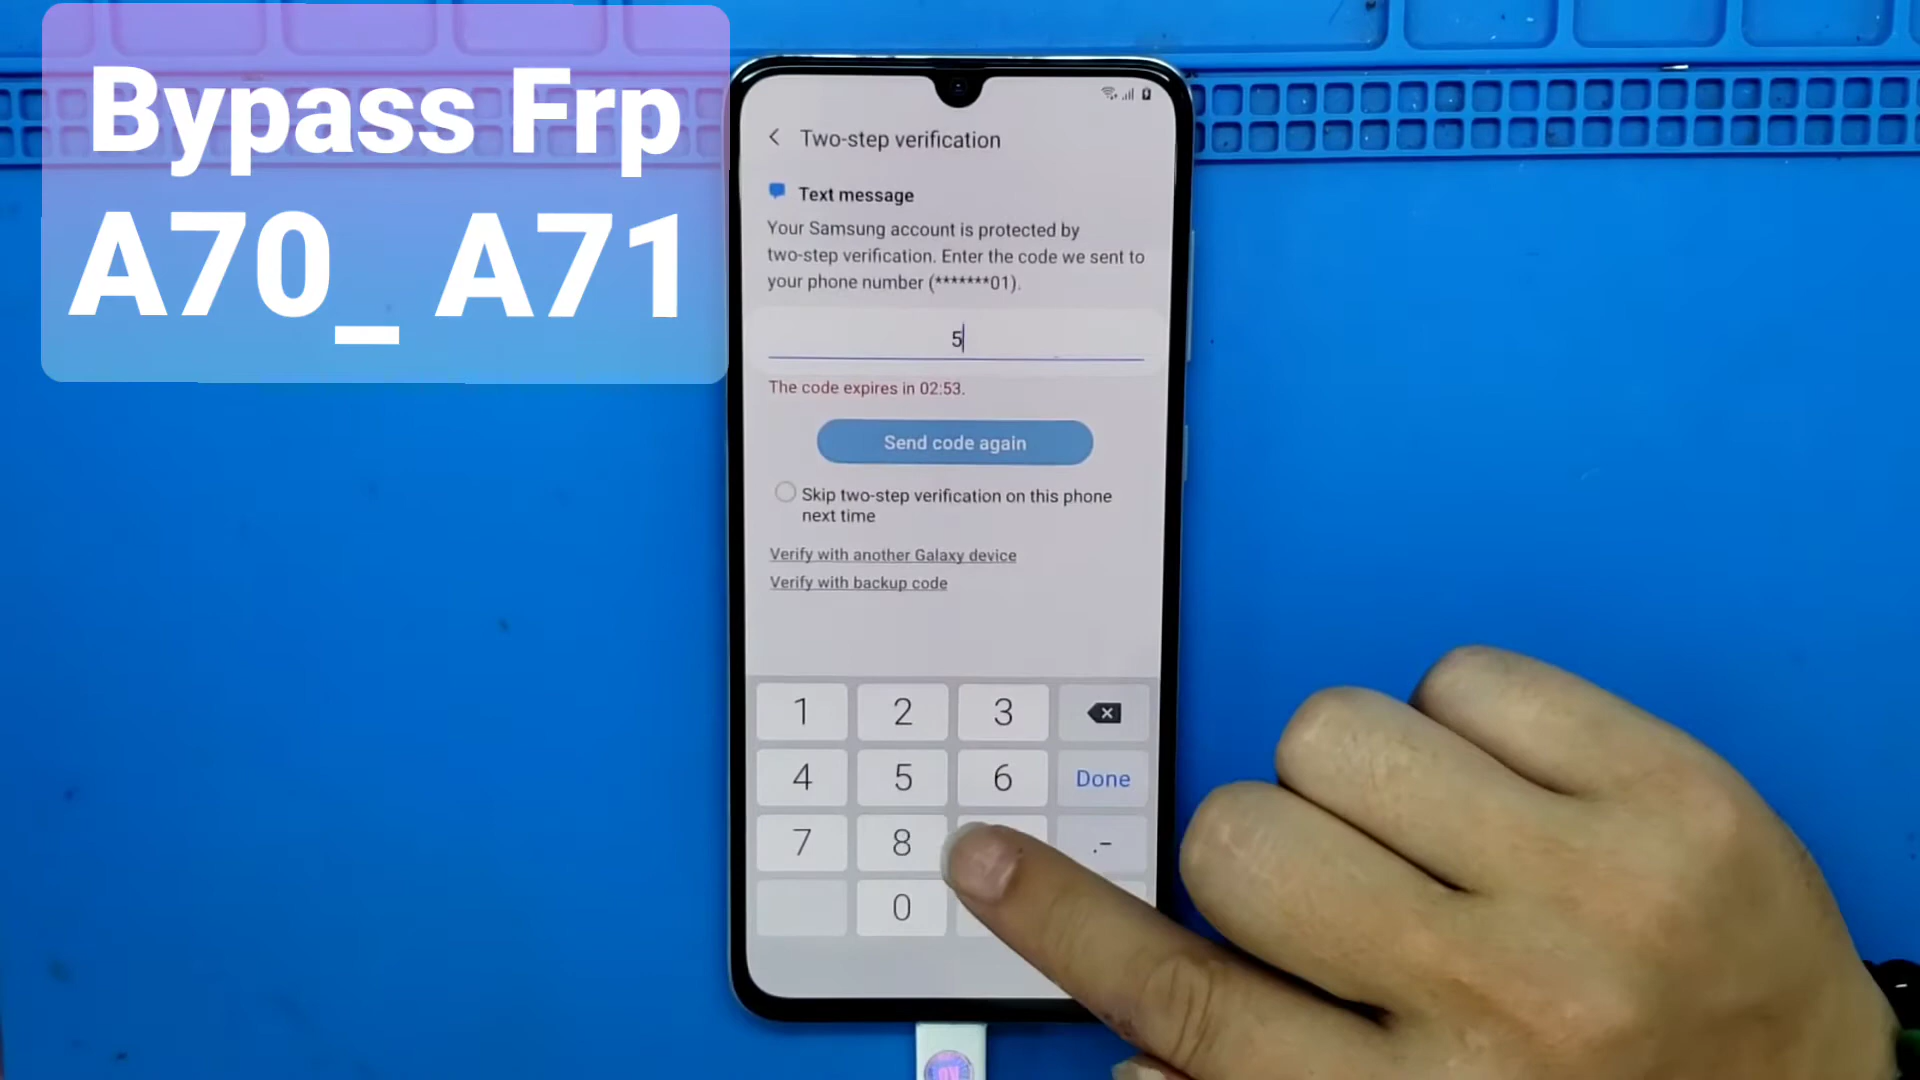 Bypass Frp
A70_ A71
Two-step verification
Text message
Your Samsung account is protected by
two-step verification. Enter the code we sent to
your phone number (*******01).
5
The code expires in 02:53.
Send code again
Skip two-step verification on this phone
next time
Verify with another Galaxy device
Verify with backup code
1 2 3
4 5 6 Done
7 8 .-
0